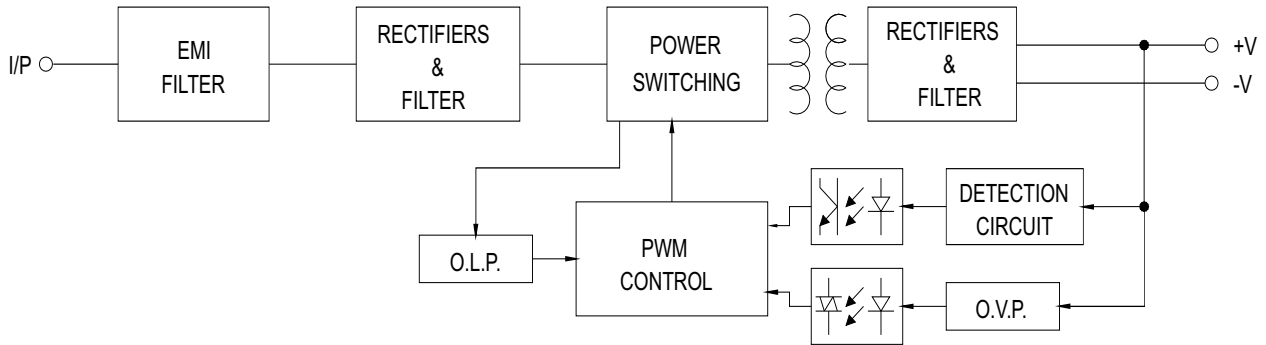 I/P
EMI
FILTER
RECTIFIERS
&
FILTER
POWER
SWITCHING
RECTIFIERS
&
FILTER
+V
-V
DETECTION
CIRCUIT
PWM
CONTROL
O.L.P.
O.V.P.